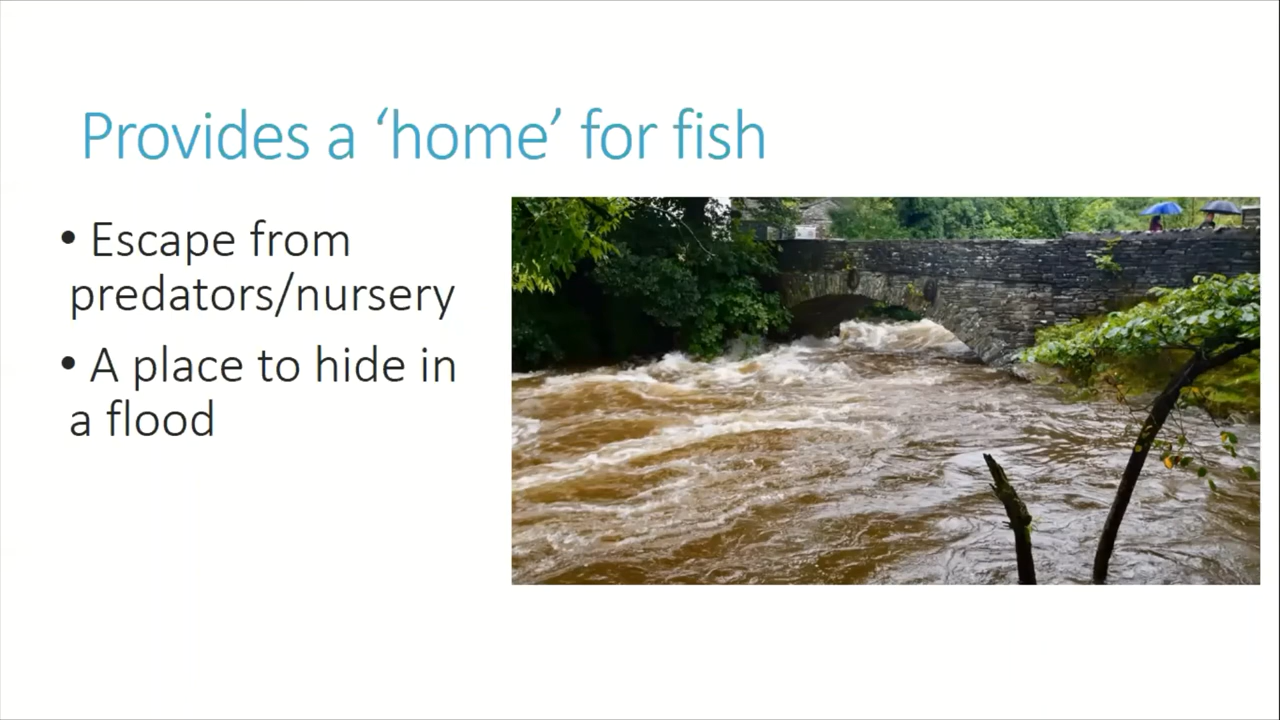 Provides a ‘home’ for fish
• Escape from
predators/nursery
• A place to hide in
a flood